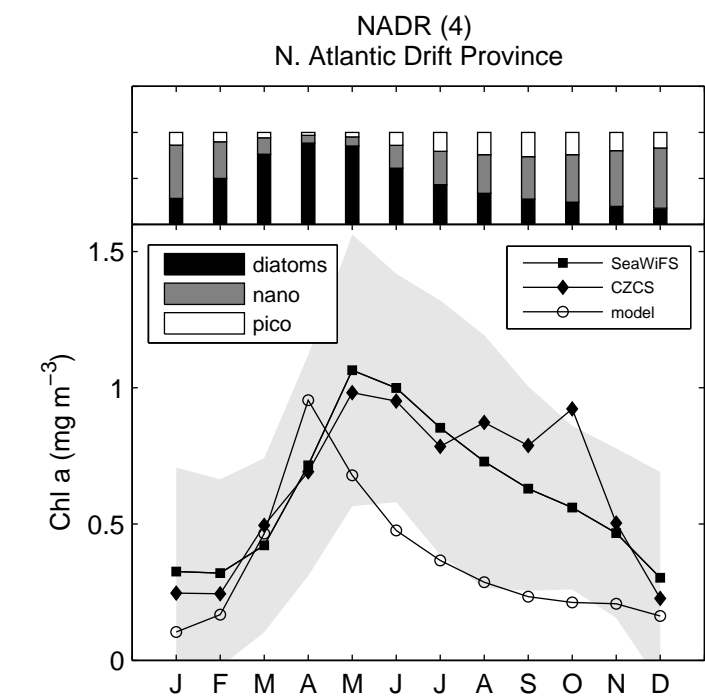 NADR (4)
N. Atlantic Drift Province
diatoms
nano
pico
SeaWiFS
CZCS
model
Chl a (mg m⁻³)
1.5
1
0.5
0
J F M A M J J A S O N D